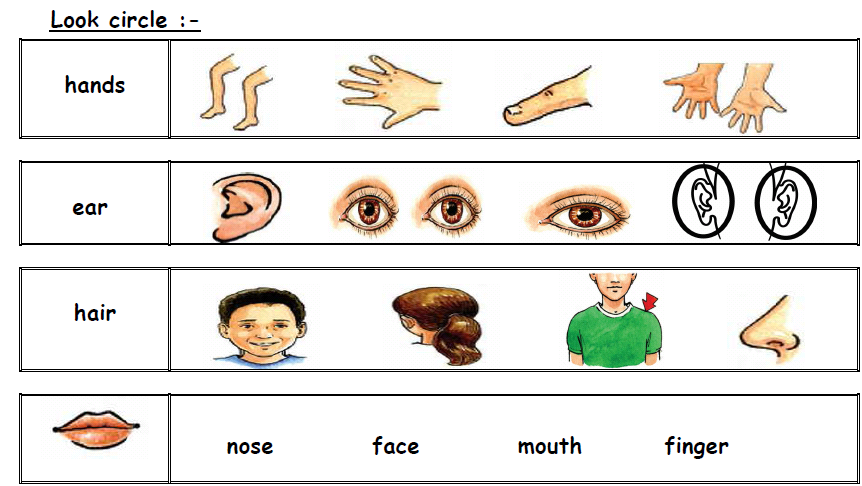 Look circle :-
hands
ear
hair
nose face mouth finger